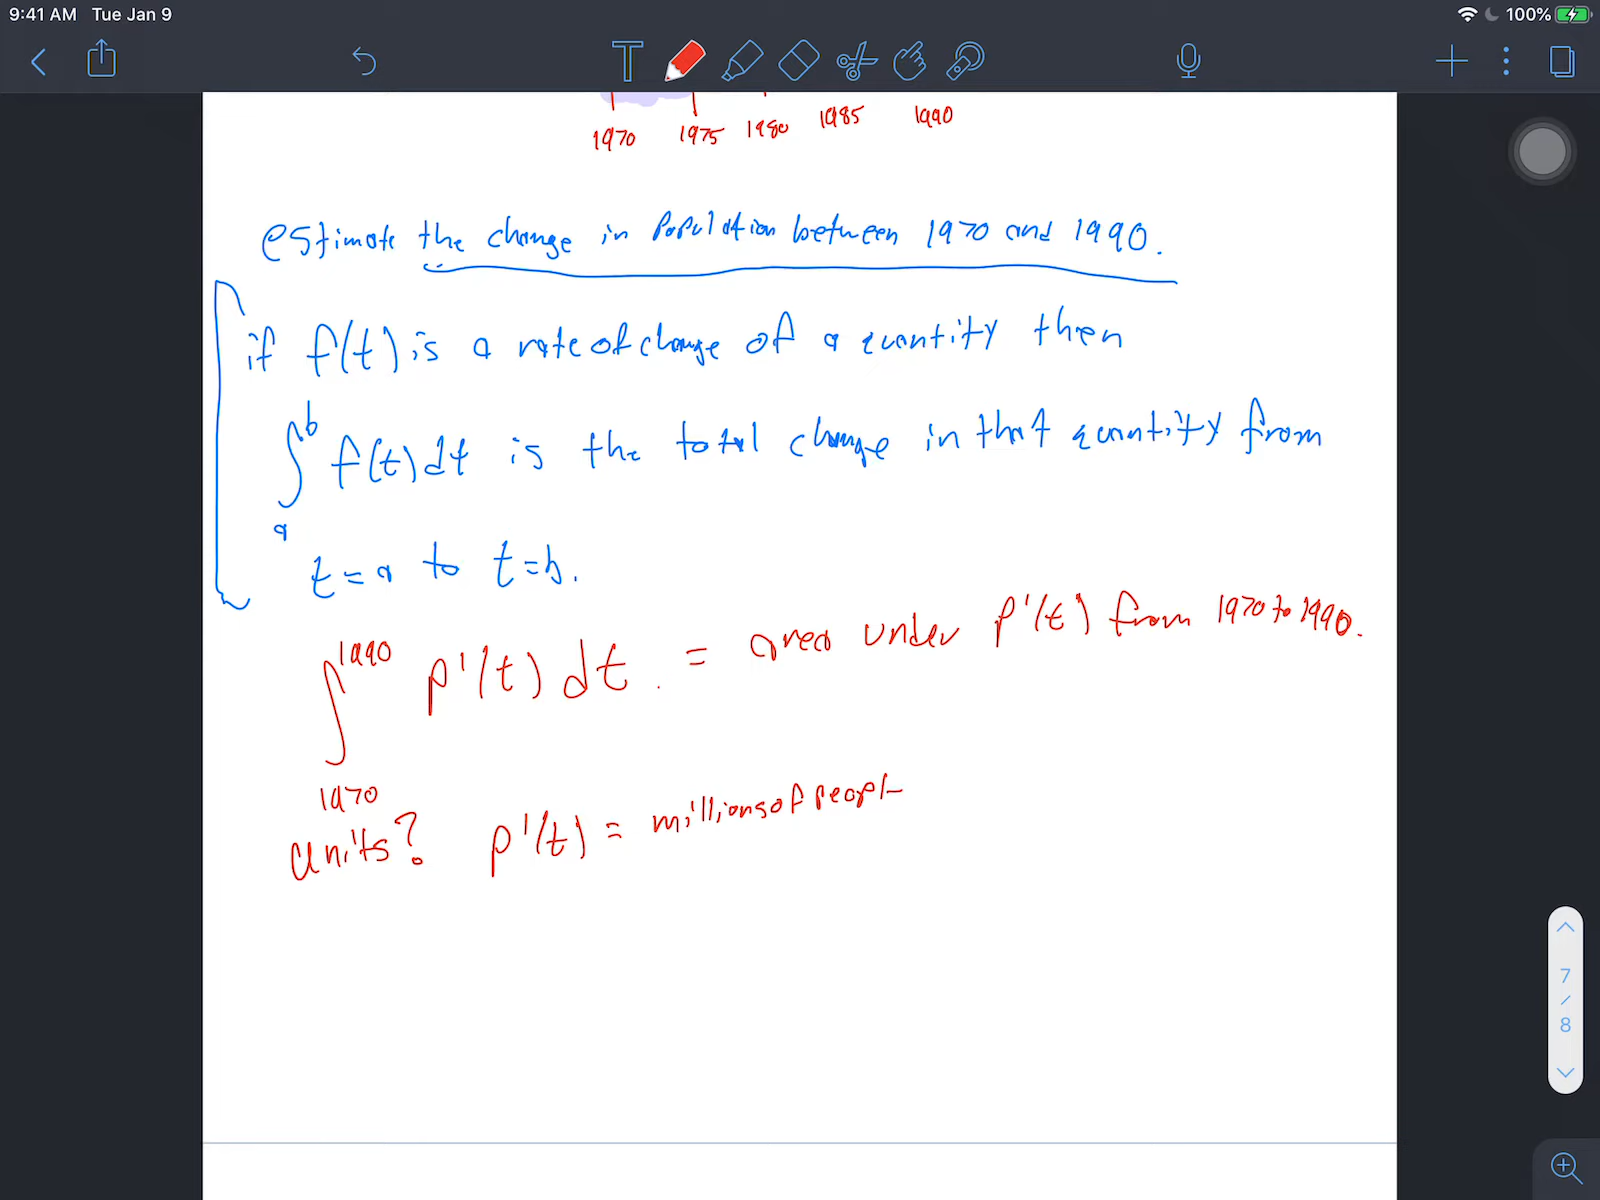 9:41 AM Tue Jan 9 100%
T
1970 1975 1980 1985 1990
estimate the change in population between 1970 and 1990.
if f(t) is a rate of change of a quantity then
∫ₐᵇ f(t) dt is the total change in that quantity from
t=a to t=b.
∫₁₉₇₀¹⁹⁹⁰ P'(t) dt. = area under P'(t) from 1970 to 1990.
units? P'(t) = millions of people
7
/
8